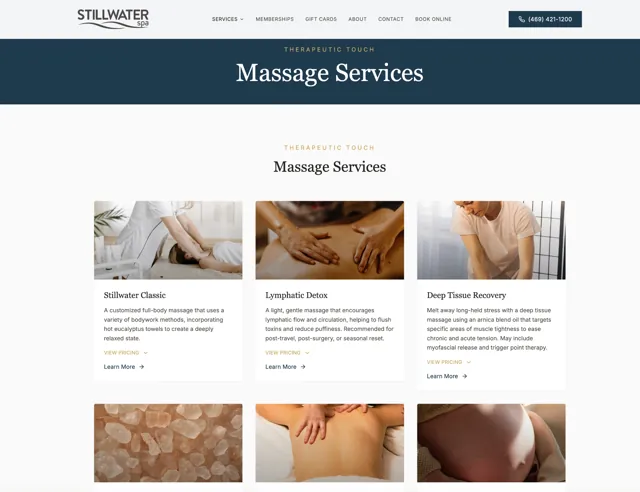 STILLWATER
spa
SERVICES
MEMBERSHIPS
GIFT CARDS
ABOUT
CONTACT
BOOK ONLINE
(469) 421-1200
THERAPEUTIC TOUCH
Massage Services
THERAPEUTIC TOUCH
Massage Services
Stillwater Classic
A customized full-body massage that uses a
variety of bodywork methods, incorporating
hot eucalyptus towels to create a deeply
relaxed state.
VIEW PRICING
Learn More →
Lymphatic Detox
A light, gentle massage that encourages
lymphatic flow and circulation, helping to flush
toxins and reduce puffiness. Recommended for
post-travel, post-surgery, or seasonal reset.
VIEW PRICING
Learn More →
Deep Tissue Recovery
Melt away long-held stress with a deep tissue
massage using an arnica blend oil that targets
specific areas of muscle tightness to ease
chronic and acute tension. May include
myofascial release and trigger point therapy.
VIEW PRICING
Learn More →